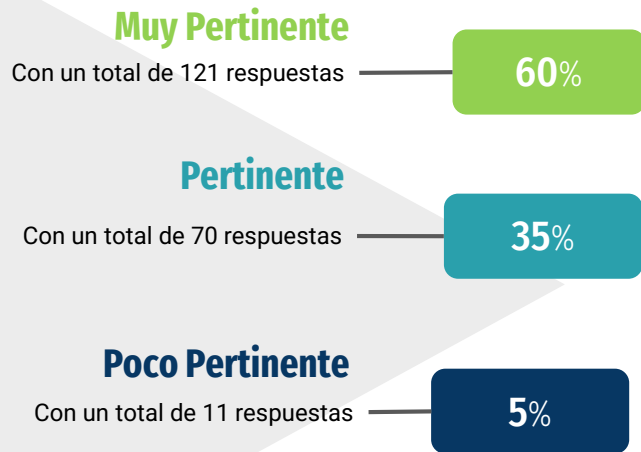 Muy Pertinente
Con un total de 121 respuestas
60%
Pertinente
Con un total de 70 respuestas
35%
Poco Pertinente
Con un total de 11 respuestas
5%